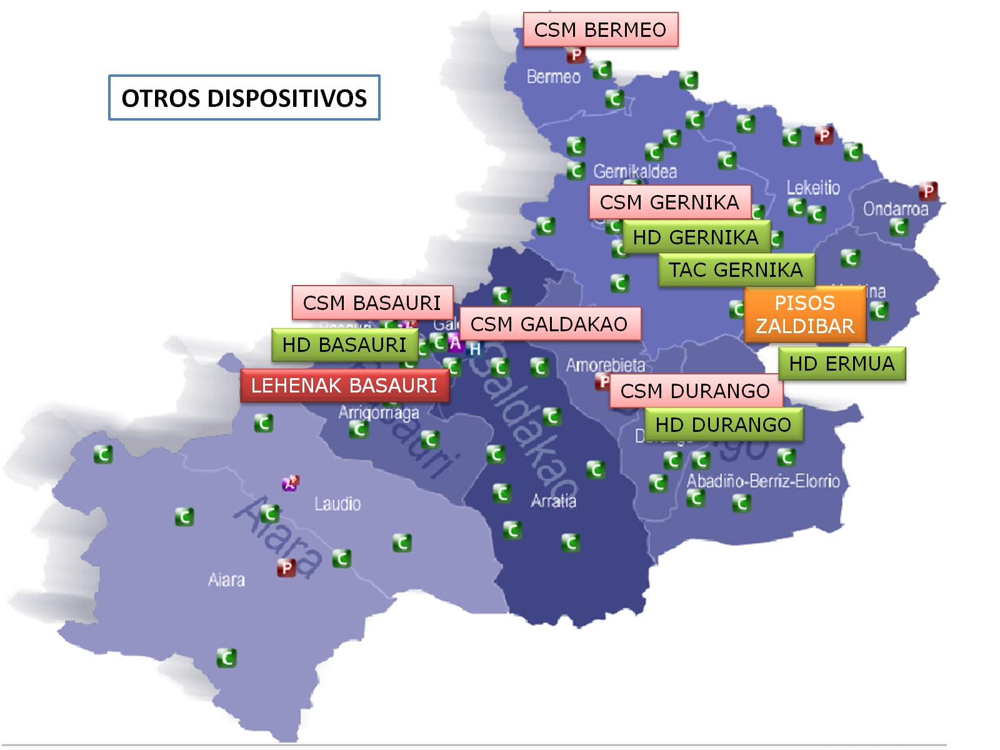 CSM BERMEO
P
Bermeo
C
C
C
OTROS DISPOSITIVOS
C
C
C
C
P
C
C
C
C
C
C
Gernikaldea
Lekeitio
P
CSM GERNIKA
C
C
Ondarroa
C
C
C
C
HD GERNIKA
C
C
C
TAC GERNIKA
C
C
CSM BASAURI
PISOS
ZALDIBAR
C
C
CSM GALDAKAO
HD BASAURI
C
C
A
H
HD ERMUA
C
C
C
Amorebieta
P
LEHENAK BASAURI
CSM DURANGO
Galdakao
Arrigorriaga
C
C
C
C
HD DURANGO
C
C
C
C
C
C
C
A
C
Abadiño-Berriz-Elorrio
Laudio
C
Arratia
C
C
C
C
Aiara
C
C
C
C
P
Aiara
C